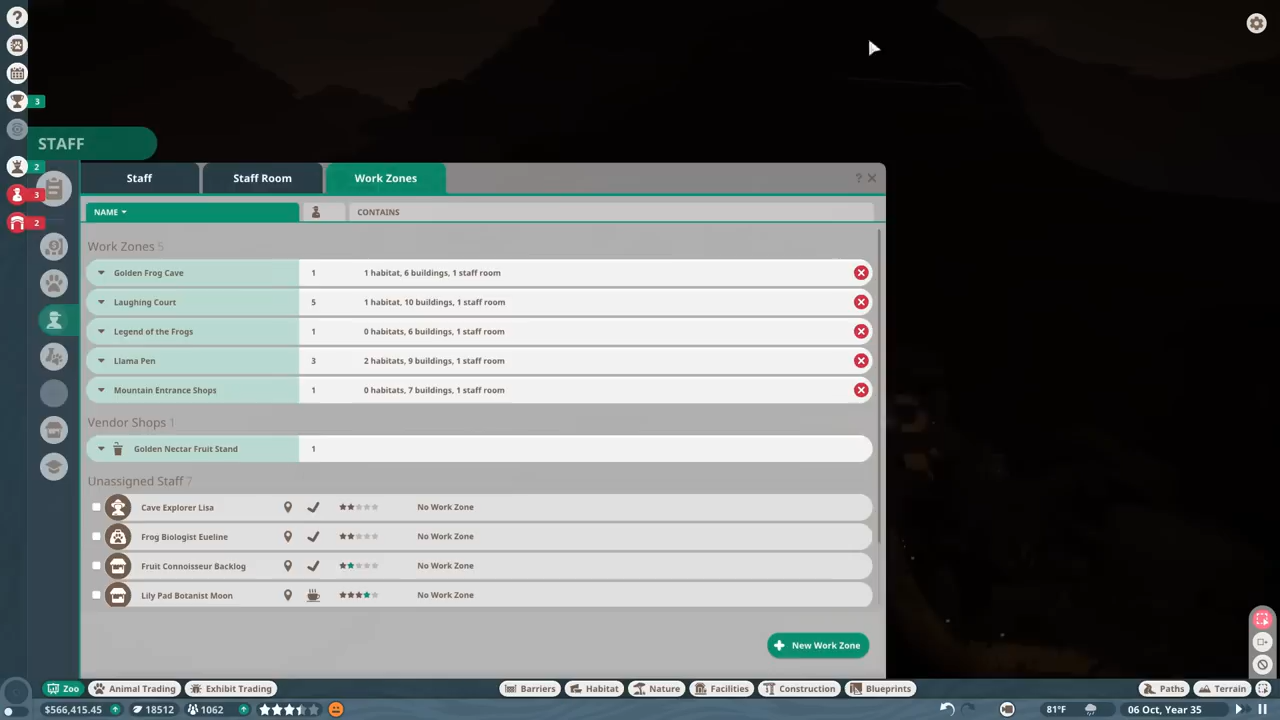 ?
3
STAFF
2
3
2
Staff
Staff Room
Work Zones
?
NAME
CONTAINS
Work Zones 5
Golden Frog Cave 1 1 habitat, 6 buildings, 1 staff room
Laughing Court 5 1 habitat, 10 buildings, 1 staff room
Legend of the Frogs 1 0 habitats, 6 buildings, 1 staff room
Llama Pen 3 2 habitats, 9 buildings, 1 staff room
Mountain Entrance Shops 1 0 habitats, 7 buildings, 1 staff room
Vendor Shops 1
Golden Nectar Fruit Stand 1
Unassigned Staff 7
Cave Explorer Lisa No Work Zone
Frog Biologist Eueline No Work Zone
Fruit Connoisseur Backlog No Work Zone
Lily Pad Botanist Moon No Work Zone
New Work Zone
Zoo Animal Trading Exhibit Trading Barriers Habitat Nature Facilities Construction Blueprints Paths Terrain
$566,415.45 18512 1062 81°F 06 Oct, Year 35